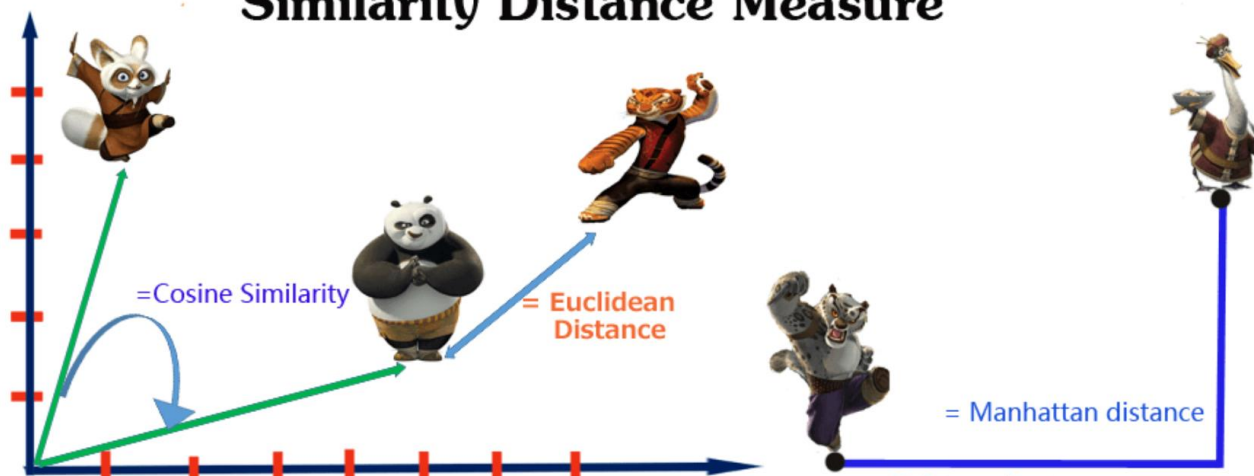 Similarity Distance Measure
=Cosine Similarity
= Euclidean
Distance
= Manhattan distance